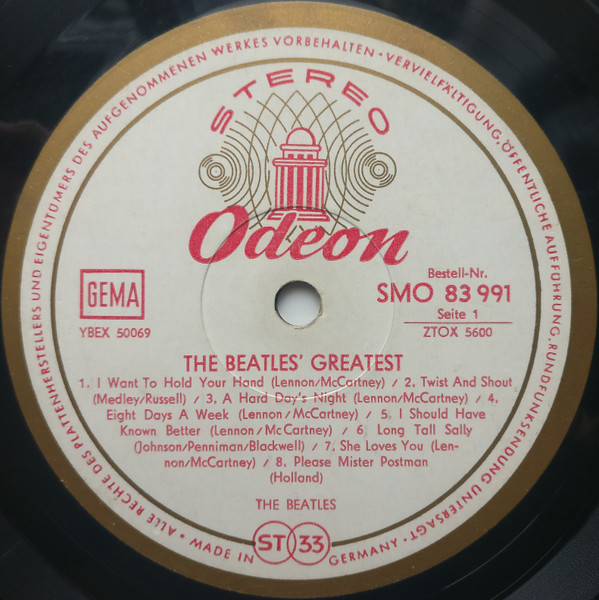 ALLE RECHTE DES PLATTENHERSTELLERS UND EIGENTÜMERS DES AUFGENOMMENEN WERKES VORBEHALTEN · VERVIELFÄLTIGUNG, ÖFFENTLICHE AUFFÜHRUNG, RUNDFUNKSENDUNG UNTERSAGT ·
STEREO
Odeon
GEMA
YBEX 50069
Bestell-Nr.
SMO 83 991
Seite 1
ZTOX 5600
THE BEATLES' GREATEST
1. I Want To Hold Your Hand (Lennon/McCartney) / 2. Twist And Shout
(Medley/Russell) / 3. A Hard Day's Night (Lennon/McCartney) / 4.
Eight Days A Week (Lennon/McCartney) / 5. I Should Have
Known Better (Lennon/McCartney) / 6. Long Tall Sally
(Johnson/Penniman/Blackwell) / 7. She Loves You (Len-
non/McCartney) / 8. Please Mister Postman
(Holland)
THE BEATLES
· MADE IN ST 33 GERMANY ·